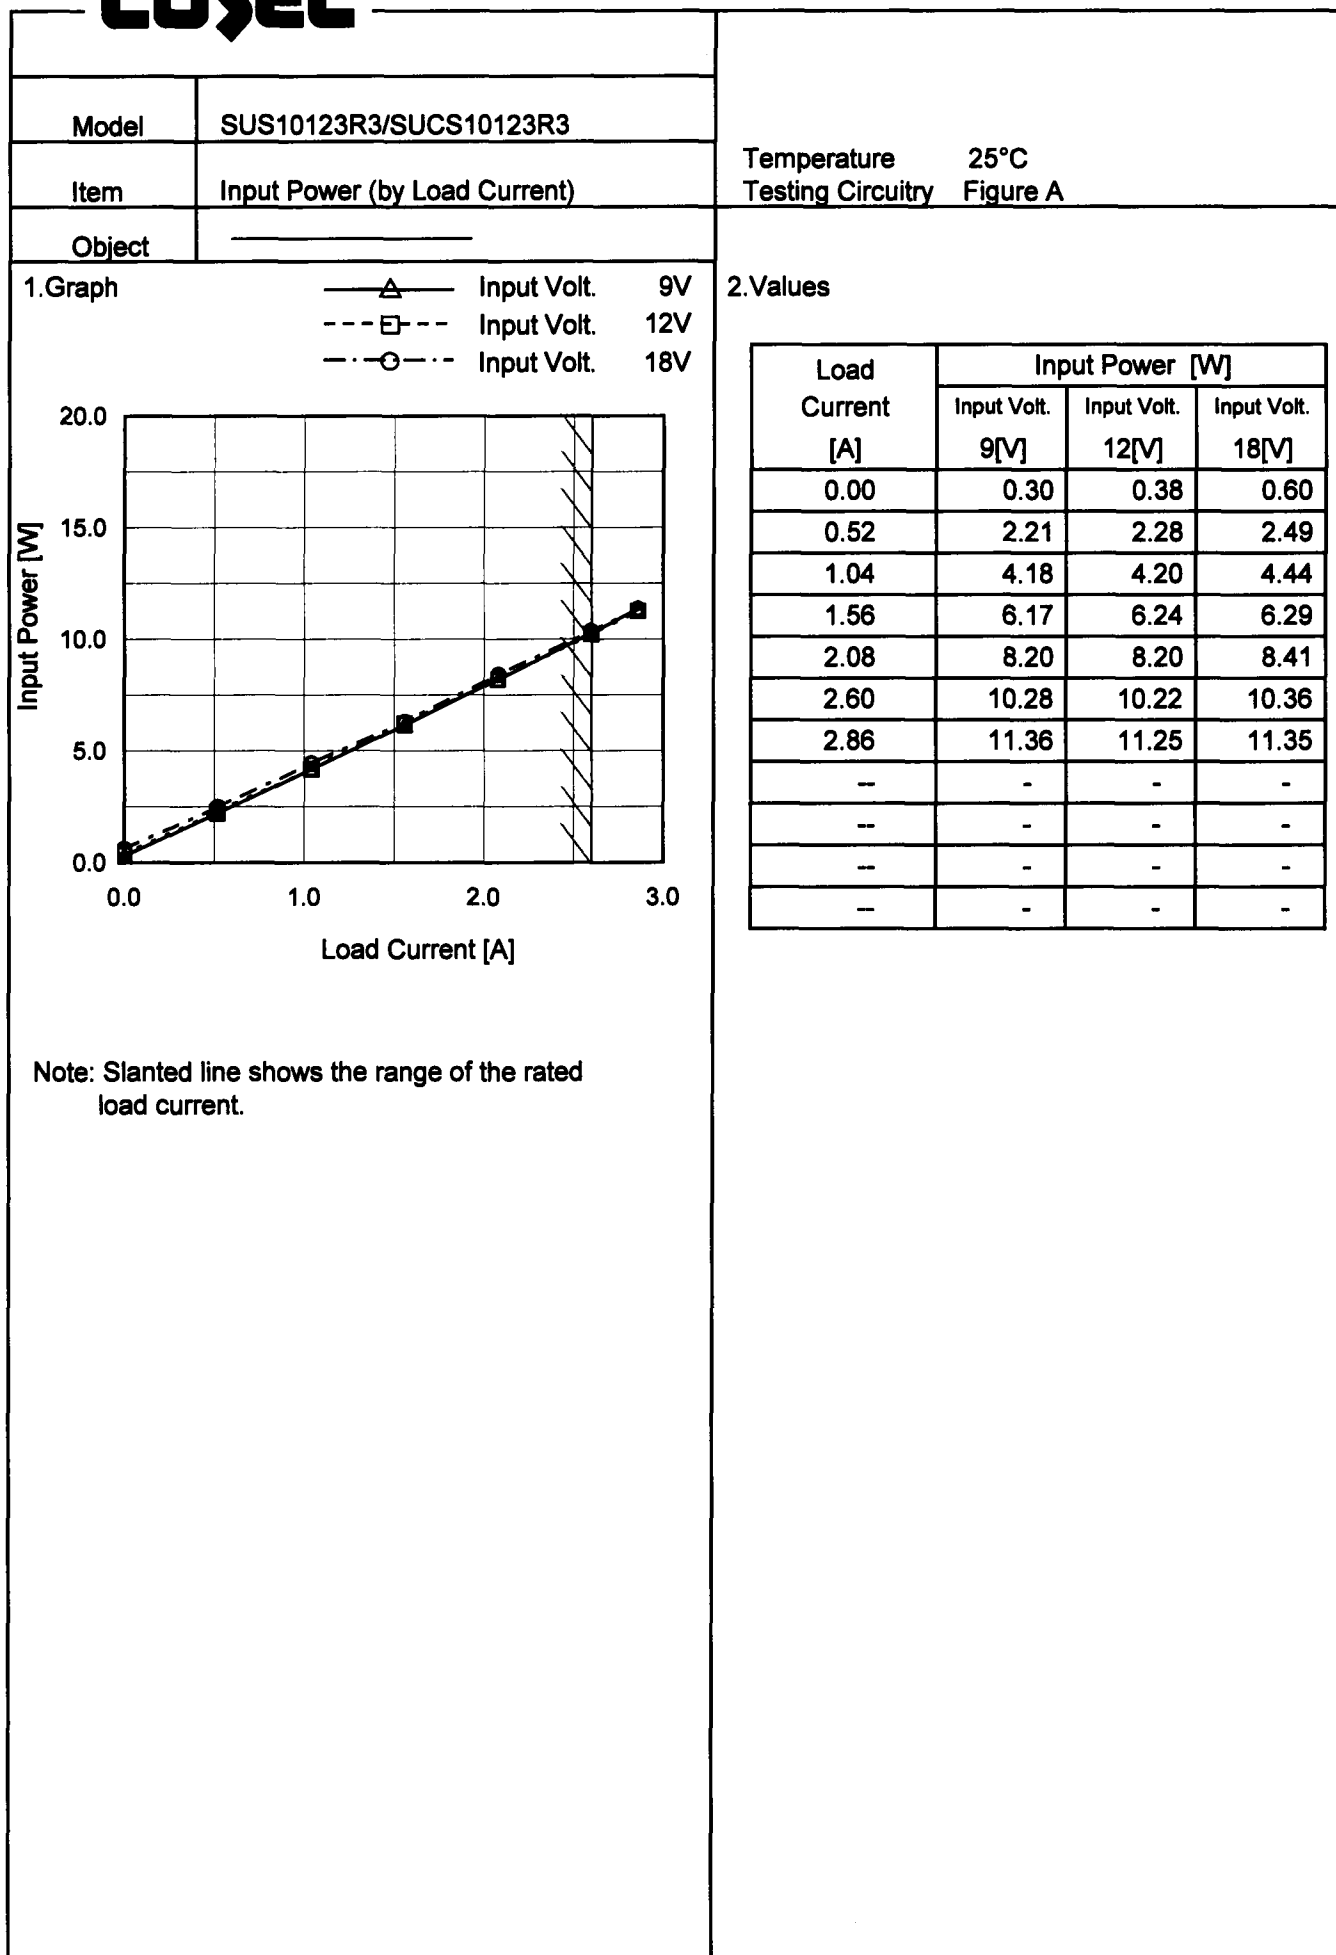 COSEL
Model SUS10123R3/SUCS10123R3
Item Input Power (by Load Current)
Object
Temperature 25°C
Testing Circuitry Figure A
1.Graph
Input Volt. 9V
Input Volt. 12V
Input Volt. 18V
20.0
15.0
10.0
5.0
0.0
Input Power [W]
0.0 1.0 2.0 3.0
Load Current [A]
Note: Slanted line shows the range of the rated
load current.
2.Values
Load Current [A] Input Power [W]
Input Volt. 9[V] Input Volt. 12[V] Input Volt. 18[V]
0.00 0.30 0.38 0.60
0.52 2.21 2.28 2.49
1.04 4.18 4.20 4.44
1.56 6.17 6.24 6.29
2.08 8.20 8.20 8.41
2.60 10.28 10.22 10.36
2.86 11.36 11.25 11.35
-- - - -
-- - - -
-- - - -
-- - - -